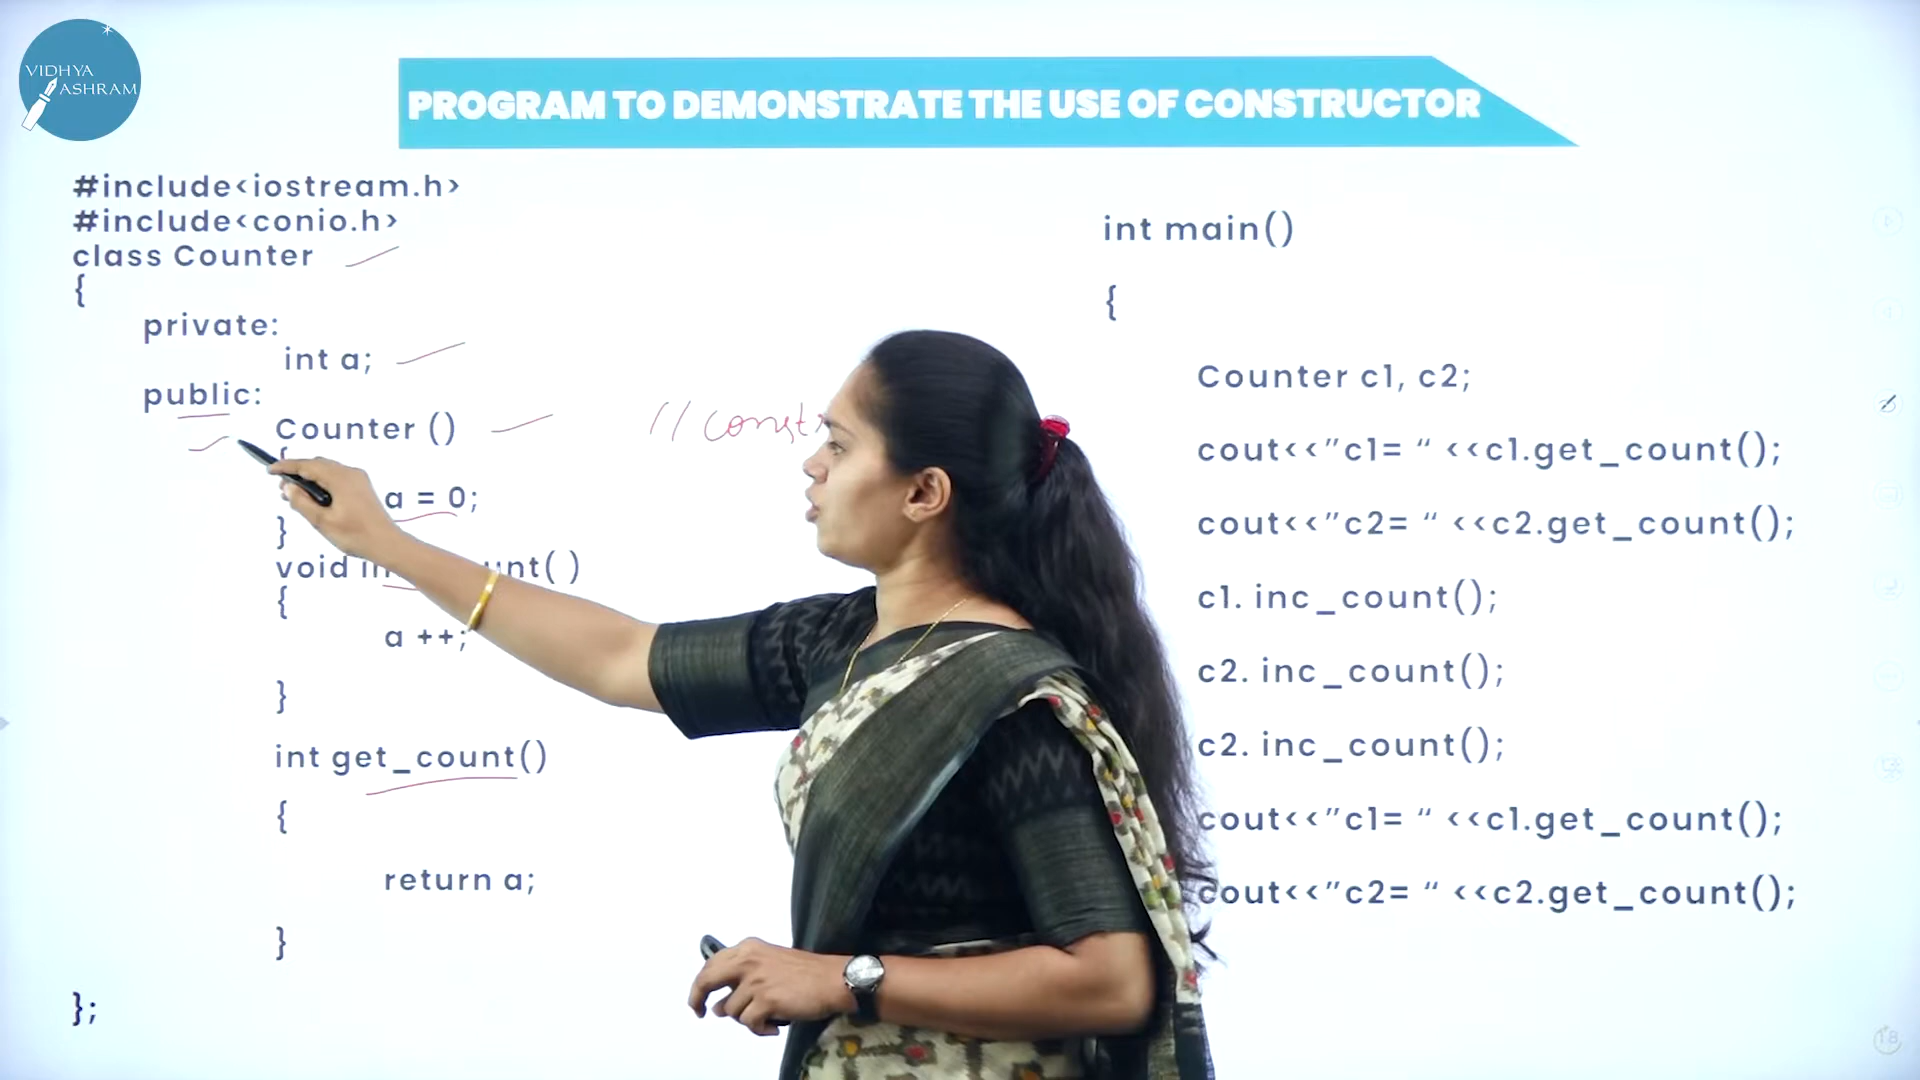 VIDHYA
ASHRAM
PROGRAM TO DEMONSTRATE THE USE OF CONSTRUCTOR
#include<iostream.h>
#include<conio.h>
class Counter
{
private:
int a;
public:
Counter () //
{
a = 0;
}
void
{
a ++;
}
int get_count()
{
return a;
}
};
int main()
{
Counter c1, c2;
cout<<”c1= “ <<c1.get_count();
cout<<”c2= “ <<c2.get_count();
c1. inc_count();
c2. inc_count();
c2. inc_count();
cout<<”c1= “ <<c1.get_count();
cout<<”c2= “ <<c2.get_count();
18